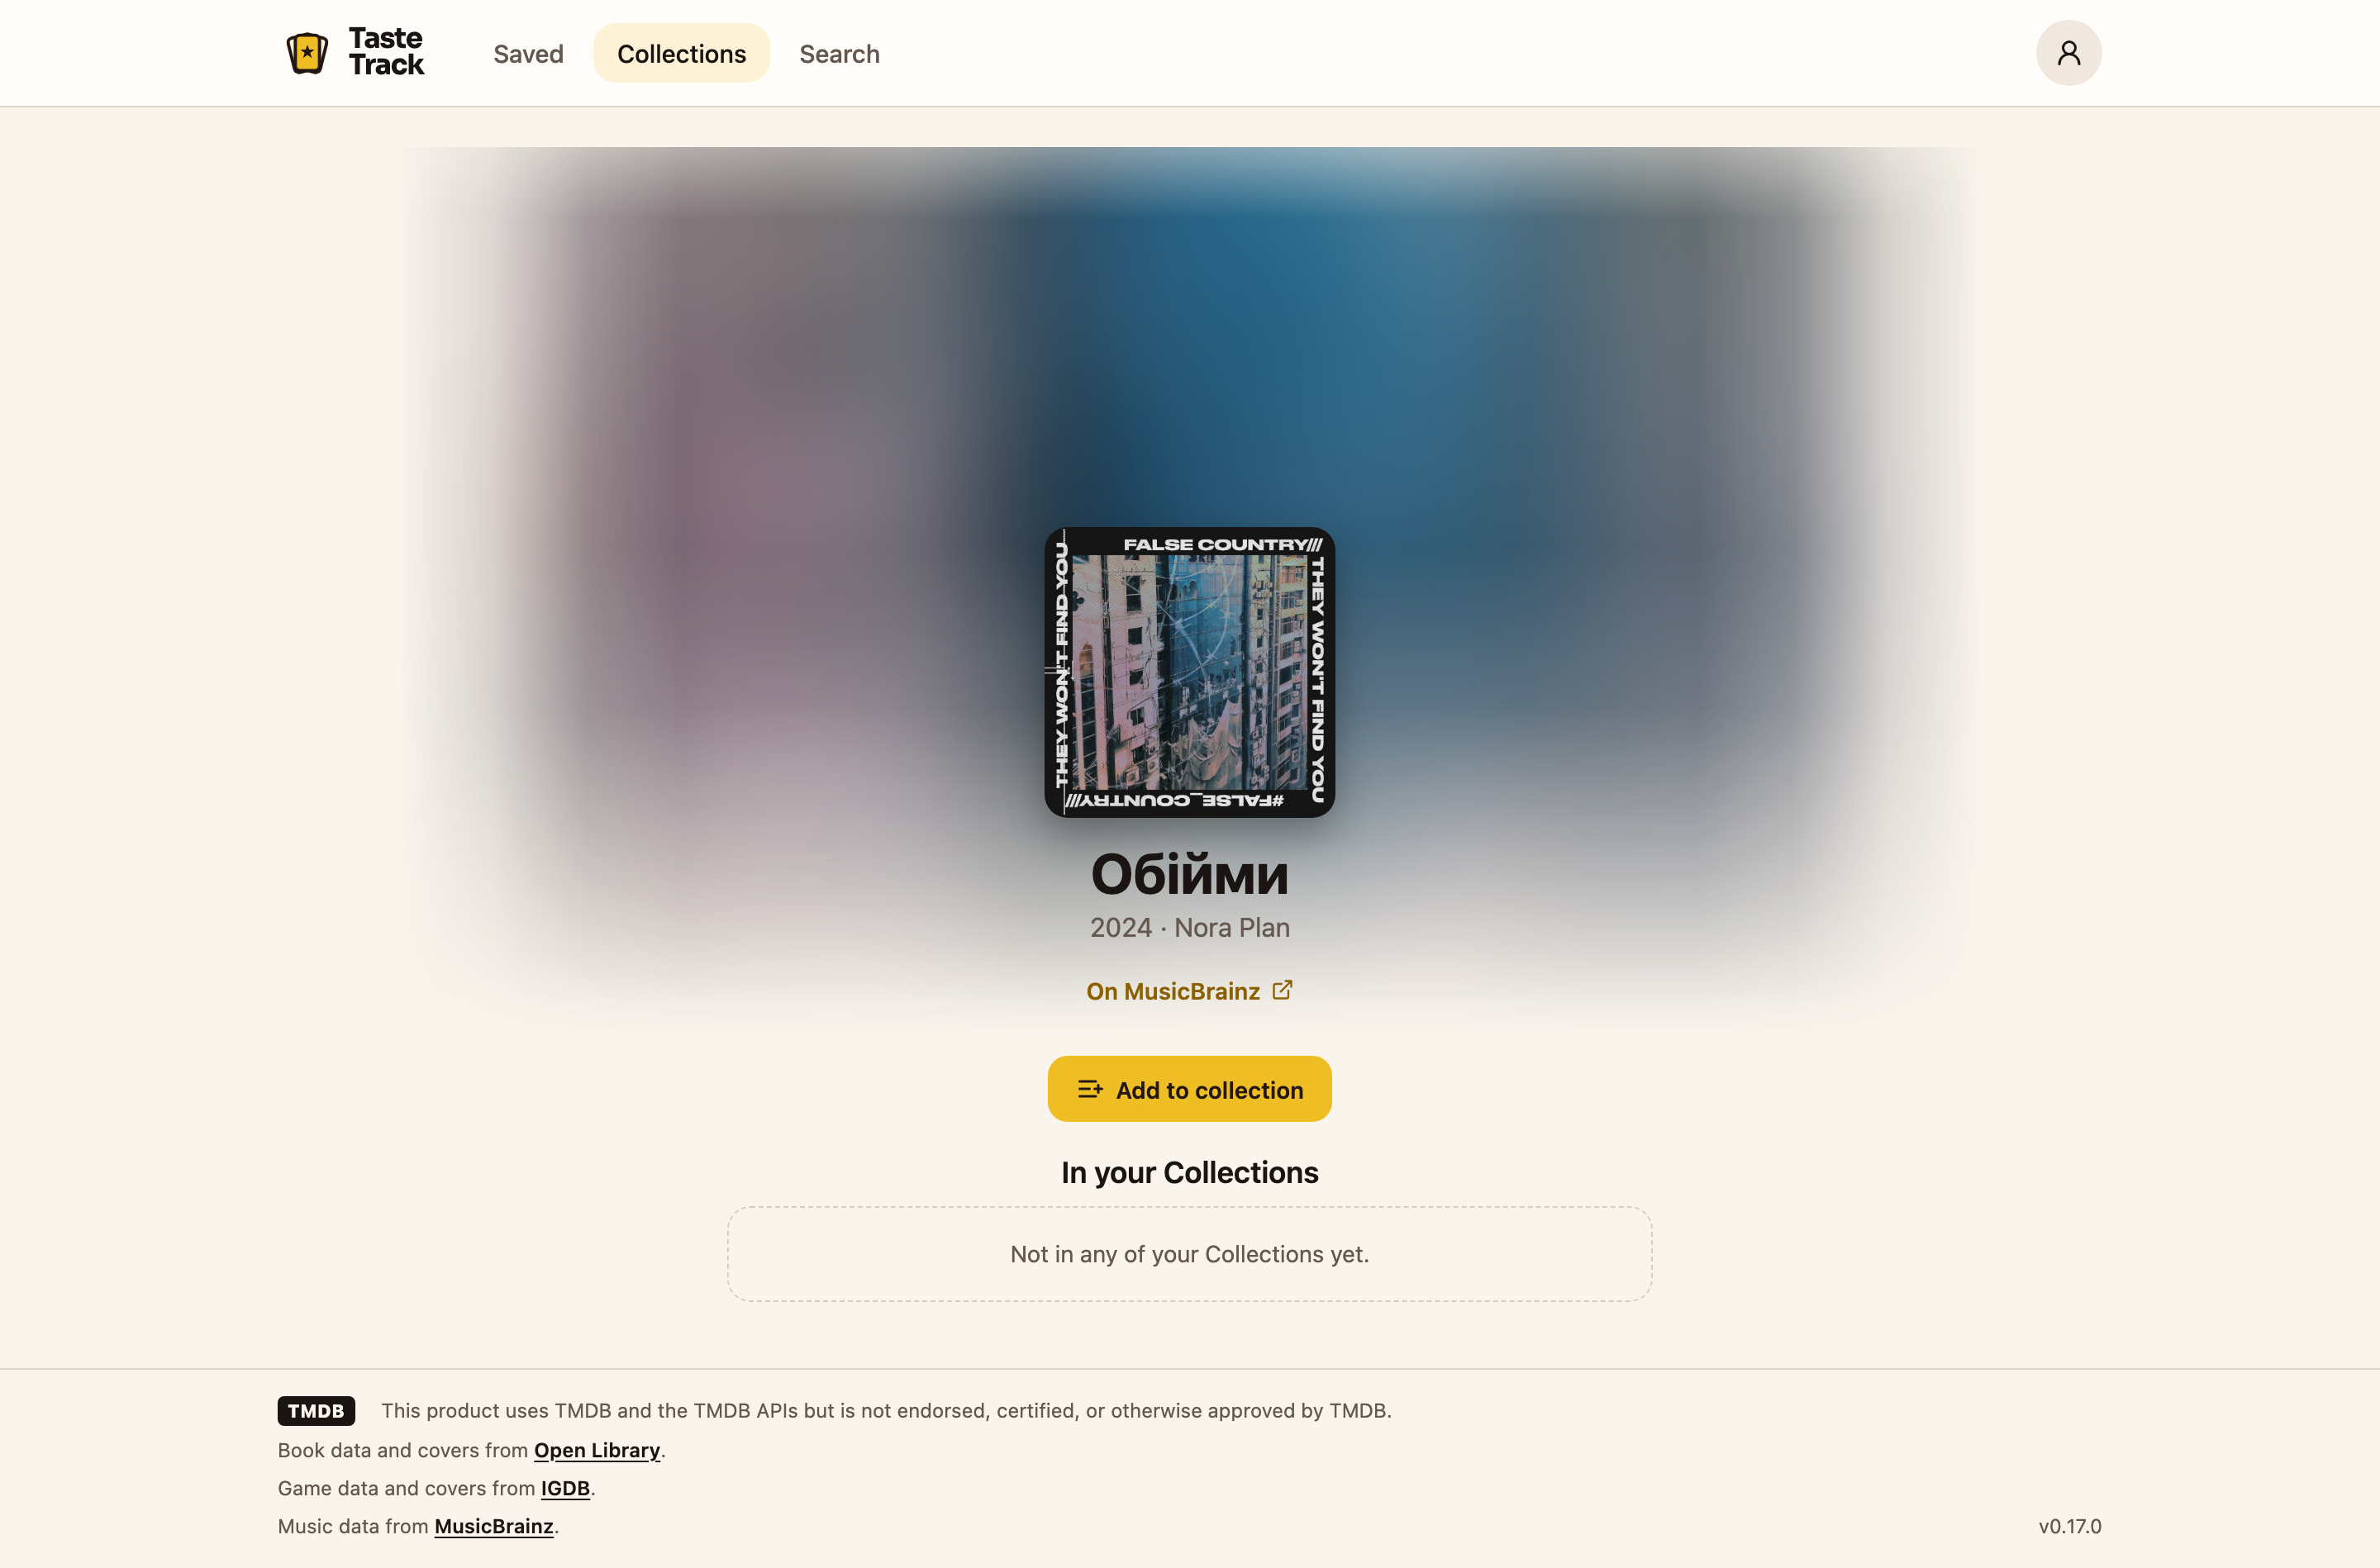 Taste
Track
Saved
Collections
Search
FALSE COUNTRY///
THEY WON'T FIND YOU
THEY WON'T FIND YOU
#FALSE_COUNTRY///
Обійми
2024 · Nora Plan
On MusicBrainz
Add to collection
In your Collections
Not in any of your Collections yet.
TMDB This product uses TMDB and the TMDB APIs but is not endorsed, certified, or otherwise approved by TMDB.
Book data and covers from Open Library.
Game data and covers from IGDB.
Music data from MusicBrainz.
v0.17.0